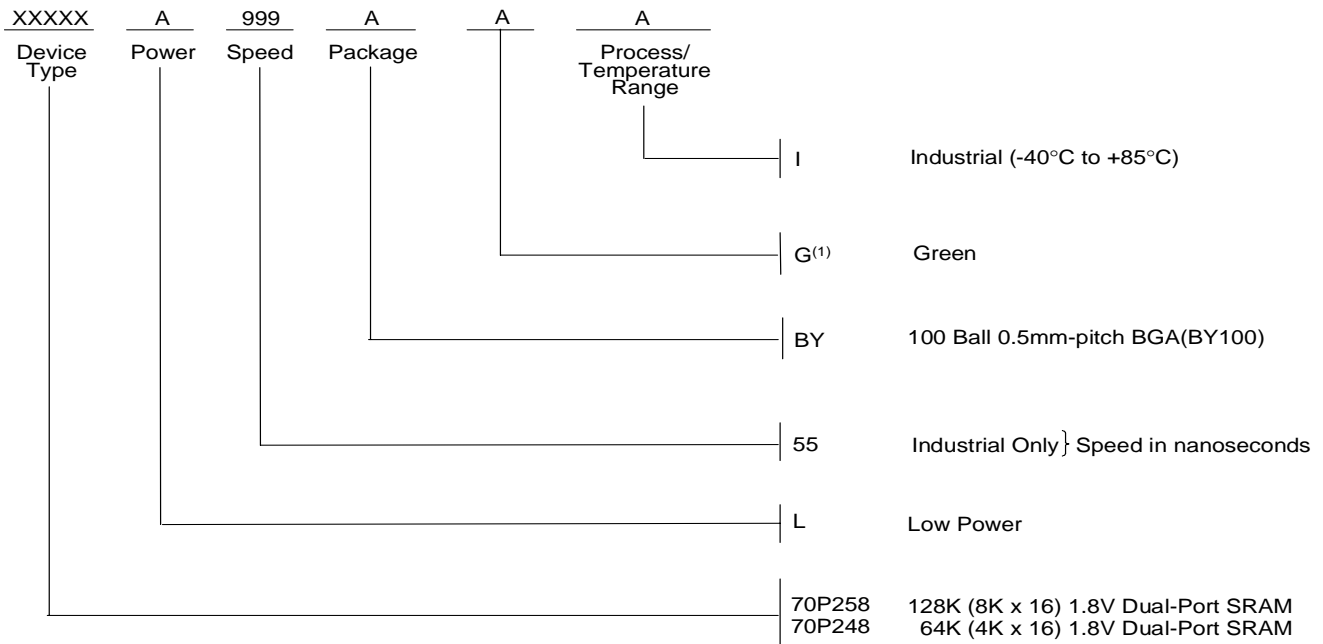 XXXXX A 999 A A A
Device Type Power Speed Package Process/ Temperature Range
I Industrial (-40°C to +85°C)
G(1) Green
BY 100 Ball 0.5mm-pitch BGA(BY100)
55 Industrial Only } Speed in nanoseconds
L Low Power
70P258 128K (8K x 16) 1.8V Dual-Port SRAM
70P248 64K (4K x 16) 1.8V Dual-Port SRAM